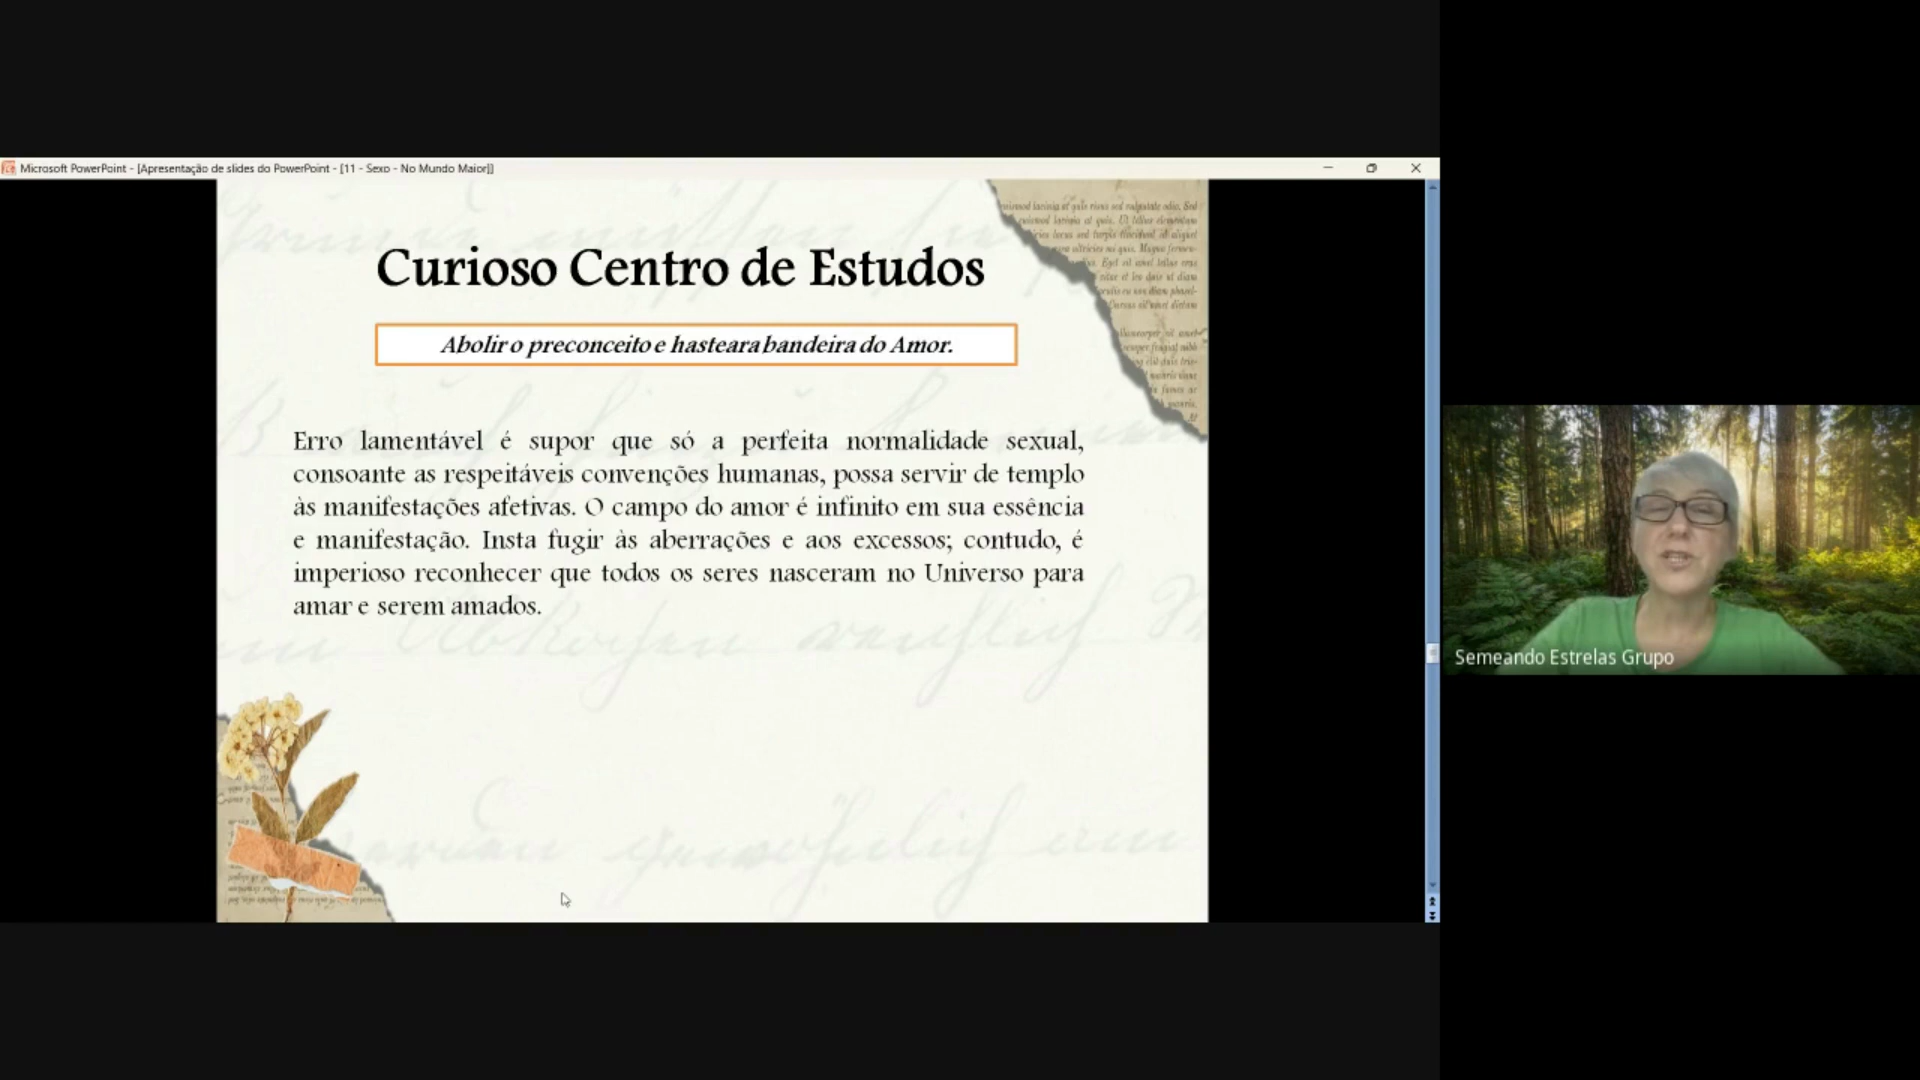 Microsoft PowerPoint - [Apresentação de slides do PowerPoint - [11 - Sexo - No Mundo Maior]]
Curioso Centro de Estudos
Abolir o preconceito e hastear a bandeira do Amor.
Erro lamentável é supor que só a perfeita normalidade sexual,
consoante as respeitáveis convenções humanas, possa servir de templo
às manifestações afetivas. O campo do amor é infinito em sua essência
e manifestação. Insta fugir às aberrações e aos excessos; contudo, é
imperioso reconhecer que todos os seres nasceram no Universo para
amar e serem amados.
Semeando Estrelas Grupo